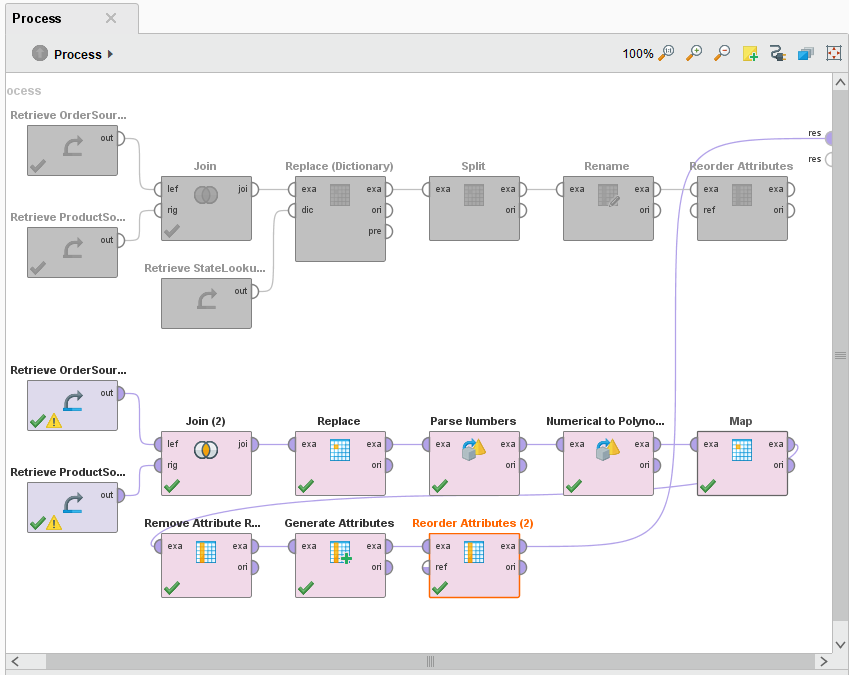 Process
Process
100%
ocess
Retrieve OrderSour...
out
Join
lef
joi
rig
Replace (Dictionary)
exa
exa
dic
ori
pre
Split
exa
exa
ori
Rename
exa
exa
ori
Reorder Attributes
exa
exa
ref
ori
res
res
Retrieve ProductSo...
out
Retrieve StateLooku...
out
Retrieve OrderSour...
out
Join (2)
lef
joi
rig
Replace
exa
exa
ori
Parse Numbers
exa
exa
ori
Numerical to Polyno...
exa
exa
ori
Map
exa
exa
ori
Retrieve ProductSo...
out
Remove Attribute R...
exa
exa
ori
Generate Attributes
exa
exa
ori
Reorder Attributes (2)
exa
exa
ref
ori